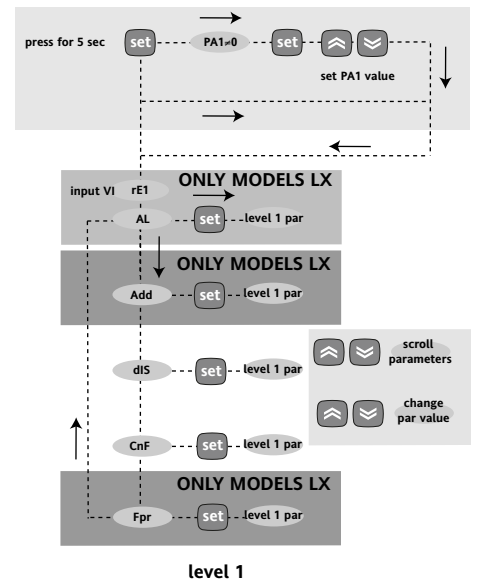 press for 5 sec set PA1≠0 set
set PA1 value
ONLY MODELS LX
input VI rE1
AL set level 1 par
ONLY MODELS LX
Add set level 1 par
scroll
parameters
dIS set level 1 par
change
par value
CnF set level 1 par
ONLY MODELS LX
Fpr set level 1 par
level 1